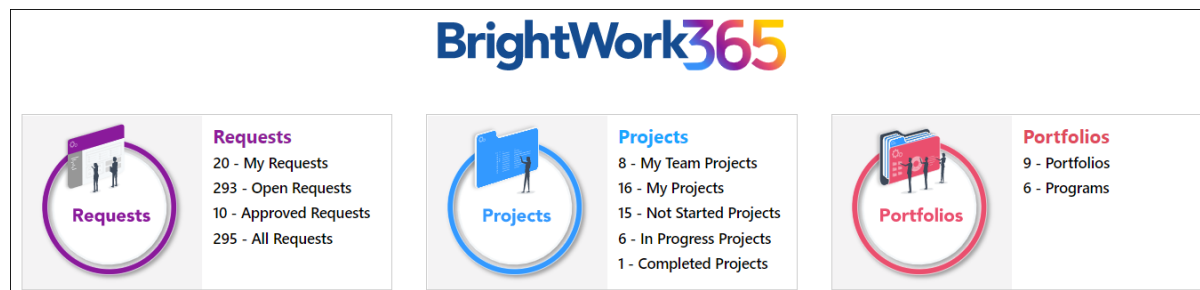 BrightWork365
Requests
Requests
20 - My Requests
293 - Open Requests
10 - Approved Requests
295 - All Requests
Projects
Projects
8 - My Team Projects
16 - My Projects
15 - Not Started Projects
6 - In Progress Projects
1 - Completed Projects
Portfolios
Portfolios
9 - Portfolios
6 - Programs